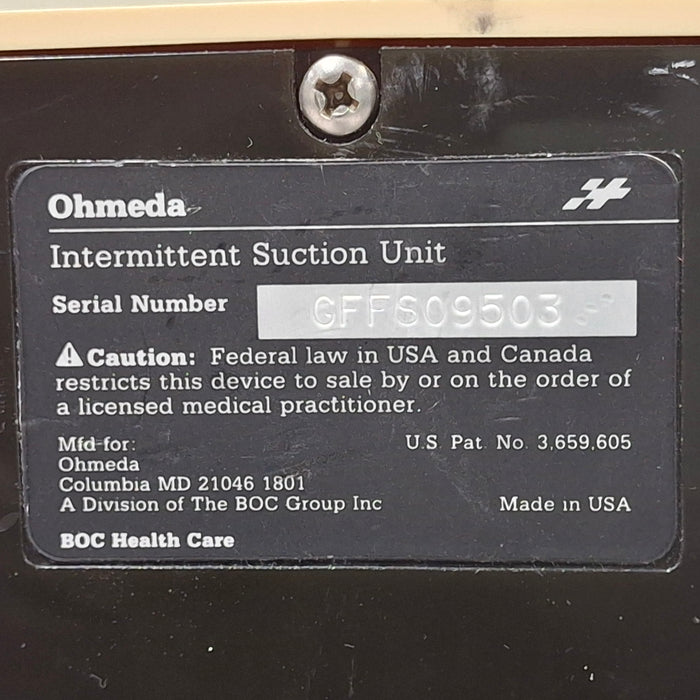 Ohmeda
Intermittent Suction Unit
Serial Number GFFS09503
Caution: Federal law in USA and Canada
restricts this device to sale by or on the order of
a licensed medical practitioner.
Mfd for:
U.S. Pat. No. 3,659,605
Ohmeda
Columbia MD 21046 1801
A Division of The BOC Group Inc
Made in USA
BOC Health Care